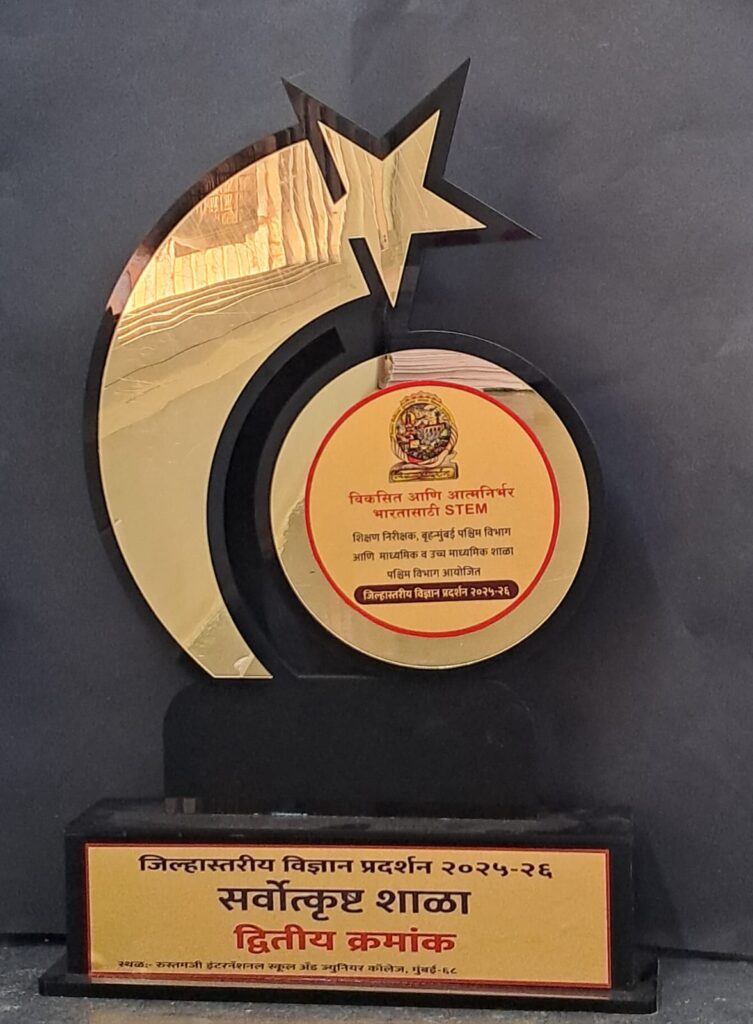 विकसित आणि आत्मनिर्भर
भारतासाठी STEM
शिक्षण निरीक्षक, बृहन्मुंबई पश्चिम विभाग
आणि माध्यमिक व उच्च माध्यमिक शाळा
पश्चिम विभाग आयोजित
जिल्हास्तरीय विज्ञान प्रदर्शन २०२५-२६
जिल्हास्तरीय विज्ञान प्रदर्शन २०२५-२६
सर्वोत्कृष्ट शाळा
द्वितीय क्रमांक
स्थळ:- रुस्तमजी इंटरनॅशनल स्कूल अँड ज्युनियर कॉलेज, मुंबई-६८